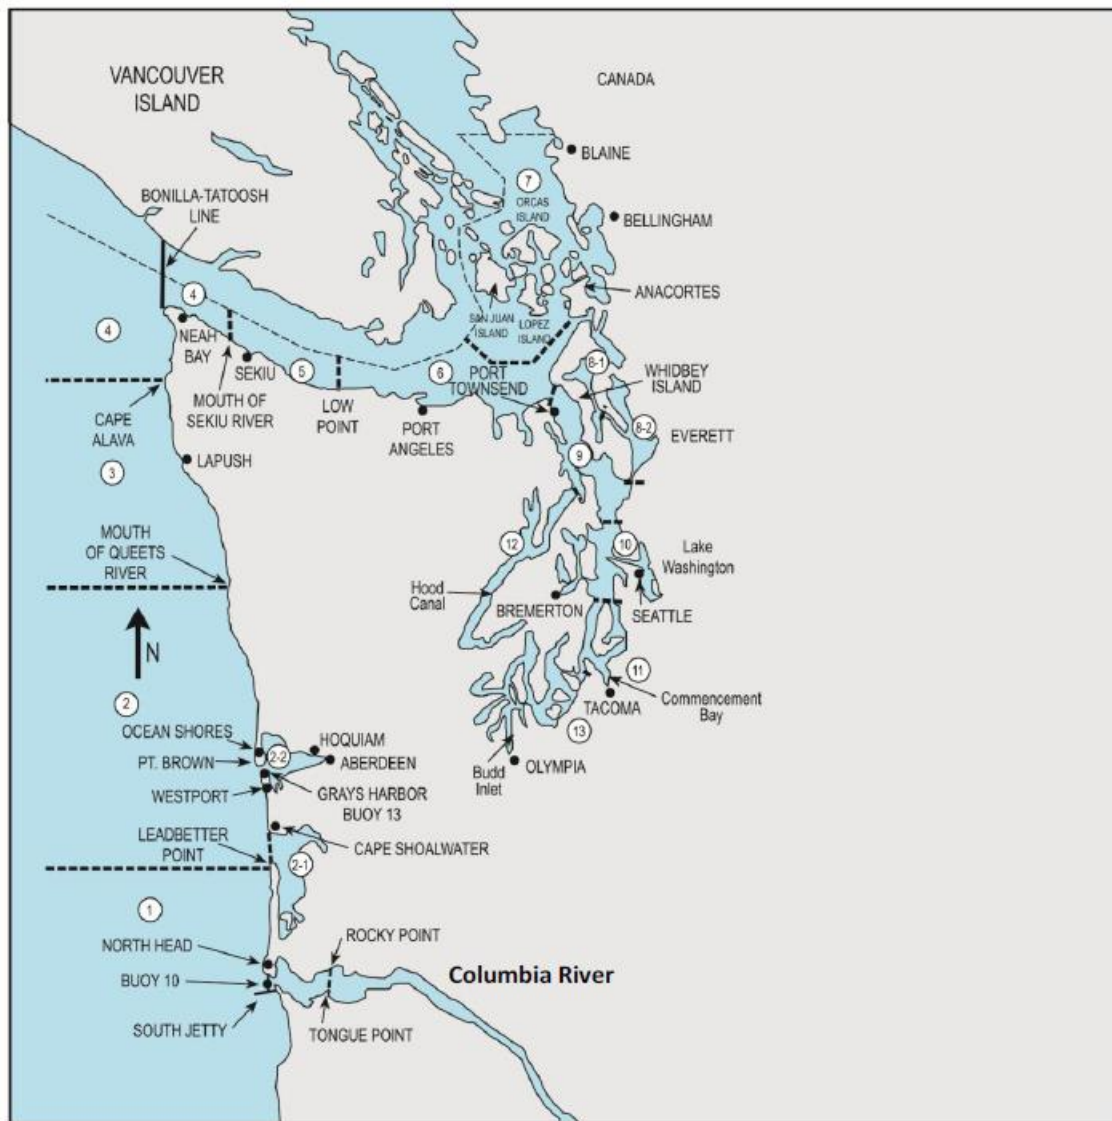 VANCOUVER
ISLAND
CANADA
BLAINE
7
ORCAS
ISLAND
BONILLA-TATOOSH
LINE
BELLINGHAM
ANACORTES
4
4
SAN JUAN
ISLAND
LOPEZ
ISLAND
NEAH
BAY
SEKIU
5
6
PORT
TOWNSEND
8-1
WHIDBEY
ISLAND
CAPE
ALAVA
MOUTH OF
SEKIU RIVER
LOW
POINT
PORT
ANGELES
8-2
EVERETT
3
LAPUSH
9
MOUTH
OF QUEETS
RIVER
12
10
Lake
Washington
Hood
Canal
BREMERTON
SEATTLE
N
11
2
TACOMA
Commencement
Bay
13
OCEAN SHORES
HOQUIAM
2-2
PT. BROWN
ABERDEEN
Budd
Inlet
OLYMPIA
WESTPORT
GRAYS HARBOR
BUOY 13
LEADBETTER
POINT
CAPE SHOALWATER
2-1
1
NORTH HEAD
ROCKY POINT
BUOY 10
Columbia River
SOUTH JETTY
TONGUE POINT